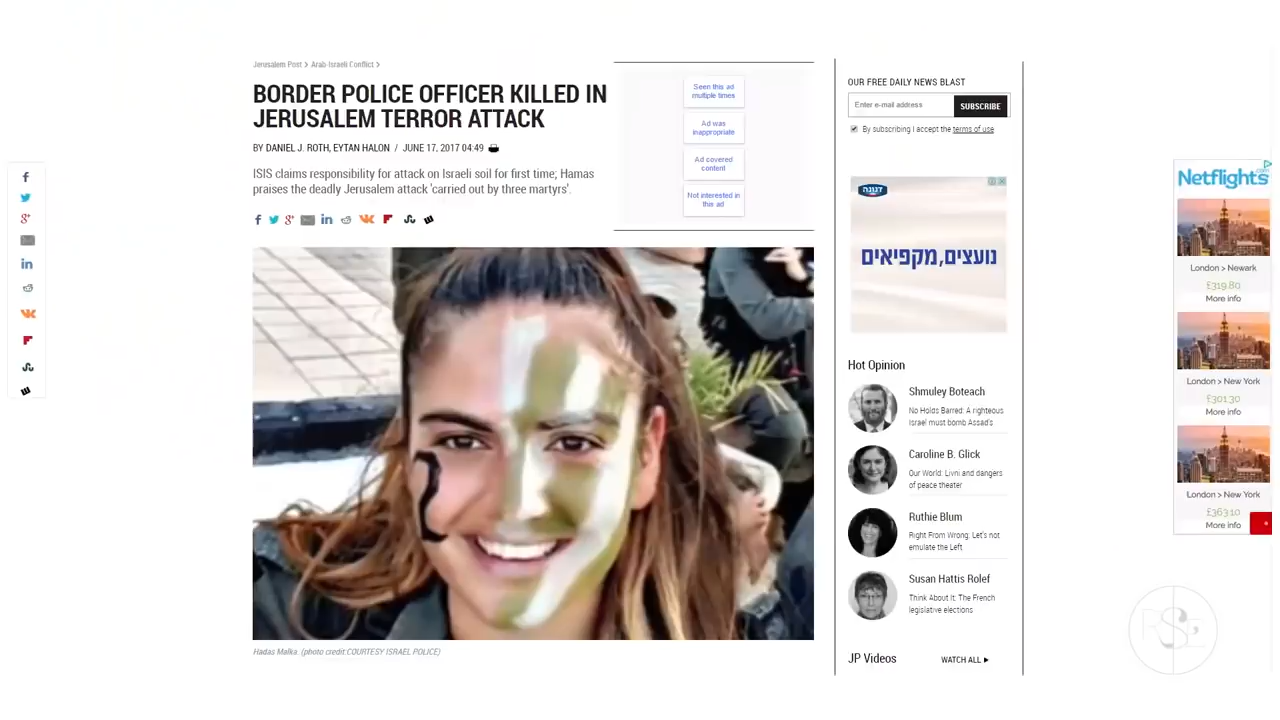 Jerusalem Post > Arab-Israeli Conflict >
BORDER POLICE OFFICER KILLED IN
JERUSALEM TERROR ATTACK
BY DANIEL J. ROTH, EYTAN HALON / JUNE 17, 2017 04:49
ISIS claims responsibility for attack on Israeli soil for first time; Hamas
praises the deadly Jerusalem attack 'carried out by three martyrs'.
Seen this ad
multiple times
Ad was
inappropriate
Ad covered
content
Not interested in
this ad
Hadas Malka. (photo credit:COURTESY ISRAEL POLICE)
OUR FREE DAILY NEWS BLAST
Enter e-mail address
SUBSCRIBE
By subscribing I accept the terms of use
דגונה
נועצים,מקפיאים
Hot Opinion
Shmuley Boteach
No Holds Barred: A righteous
Israel must bomb Assad's
Caroline B. Glick
Our World: Livni and dangers
of peace theater
Ruthie Blum
Right From Wrong: Let's not
emulate the Left
Susan Hattis Rolef
Think About It: The French
legislative elections
JP Videos
WATCH ALL
Netflights
.com
London > Newark
£319.80
More info
London > New York
£301.30
More info
London > New York
£363.10
More info
RSE